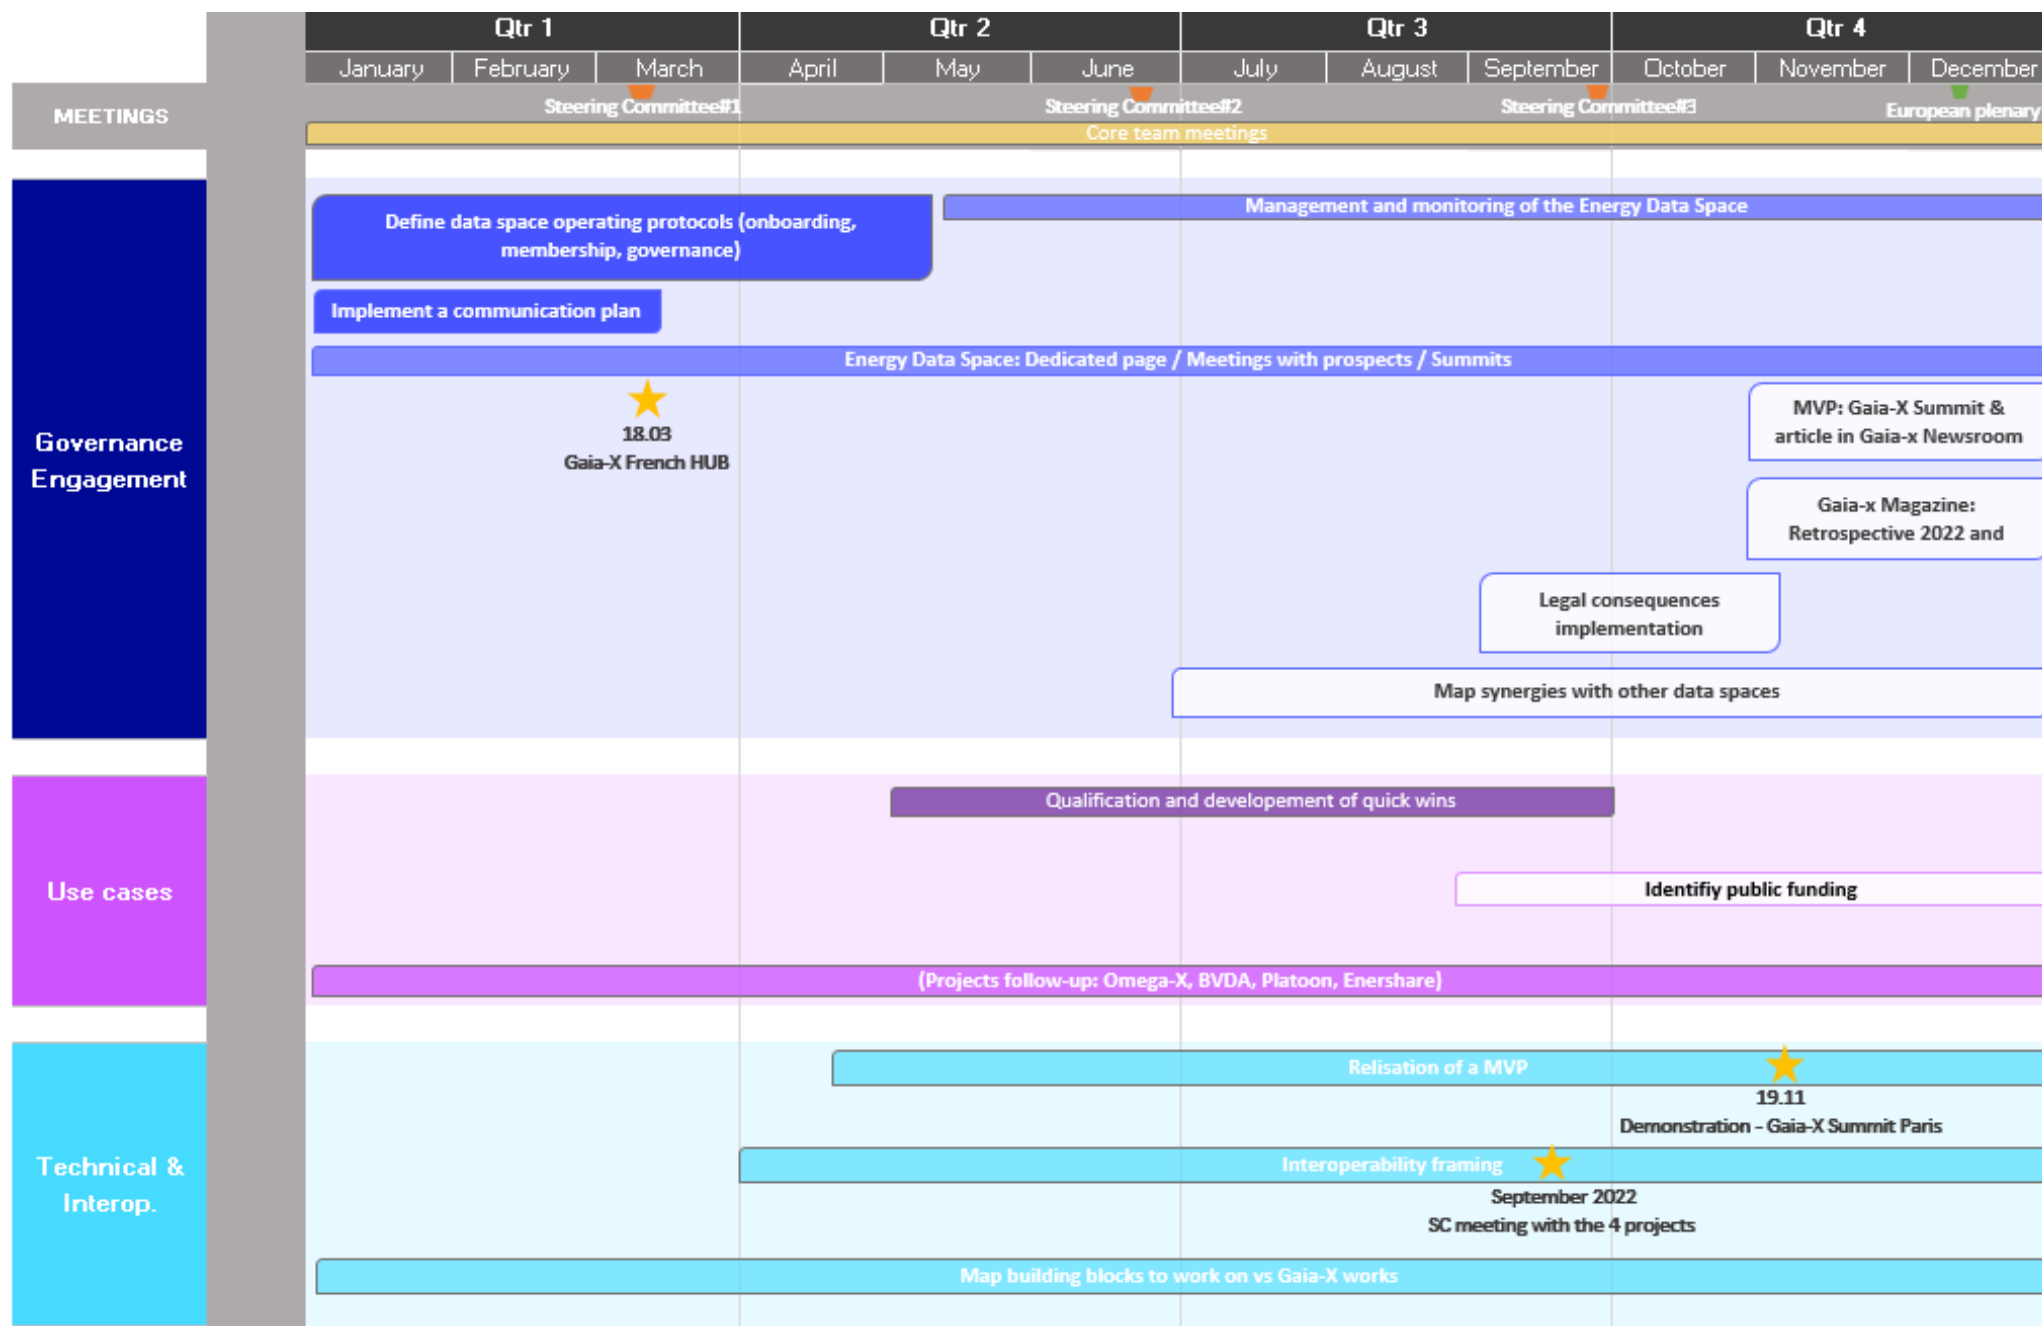 Qtr 1
Qtr 2
Qtr 3
Qtr 4
January
February
March
April
May
June
July
August
September
October
November
December
MEETINGS
Steering Committee#1
Steering Committee#2
Steering Committee#3
European plenary
Core team meetings
Governance
Engagement
Define data space operating protocols (onboarding,
membership, governance)
Management and monitoring of the Energy Data Space
Implement a communication plan
Energy Data Space: Dedicated page / Meetings with prospects / Summits
18.03
Gaia-X French HUB
MVP: Gaia-X Summit &
article in Gaia-x Newsroom
Gaia-x Magazine:
Retrospective 2022 and
Legal consequences
implementation
Map synergies with other data spaces
Use cases
Qualification and developement of quick wins
Identifiy public funding
(Projects follow-up: Omega-X, BVDA, Platoon, Enershare)
Technical &
Interop.
Relisation of a MVP
19.11
Demonstration - Gaia-X Summit Paris
Interoperability framing
September 2022
SC meeting with the 4 projects
Map building blocks to work on vs Gaia-X works